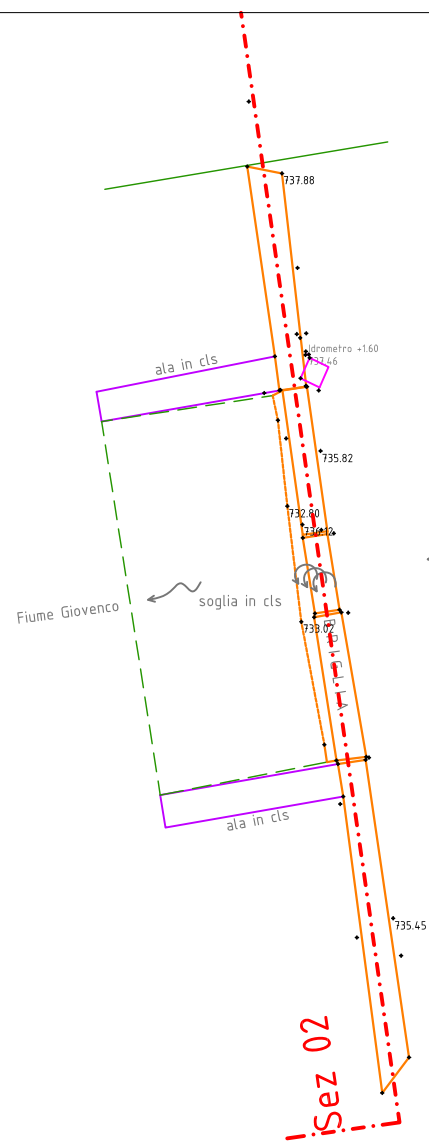 737.88
Idrometro +1.60
737.46
ala in cls
735.82
732.80
736.12
Fiume Giovenco
soglia in cls
733.02
BRIGLIA
ala in cls
735.45
Sez 02